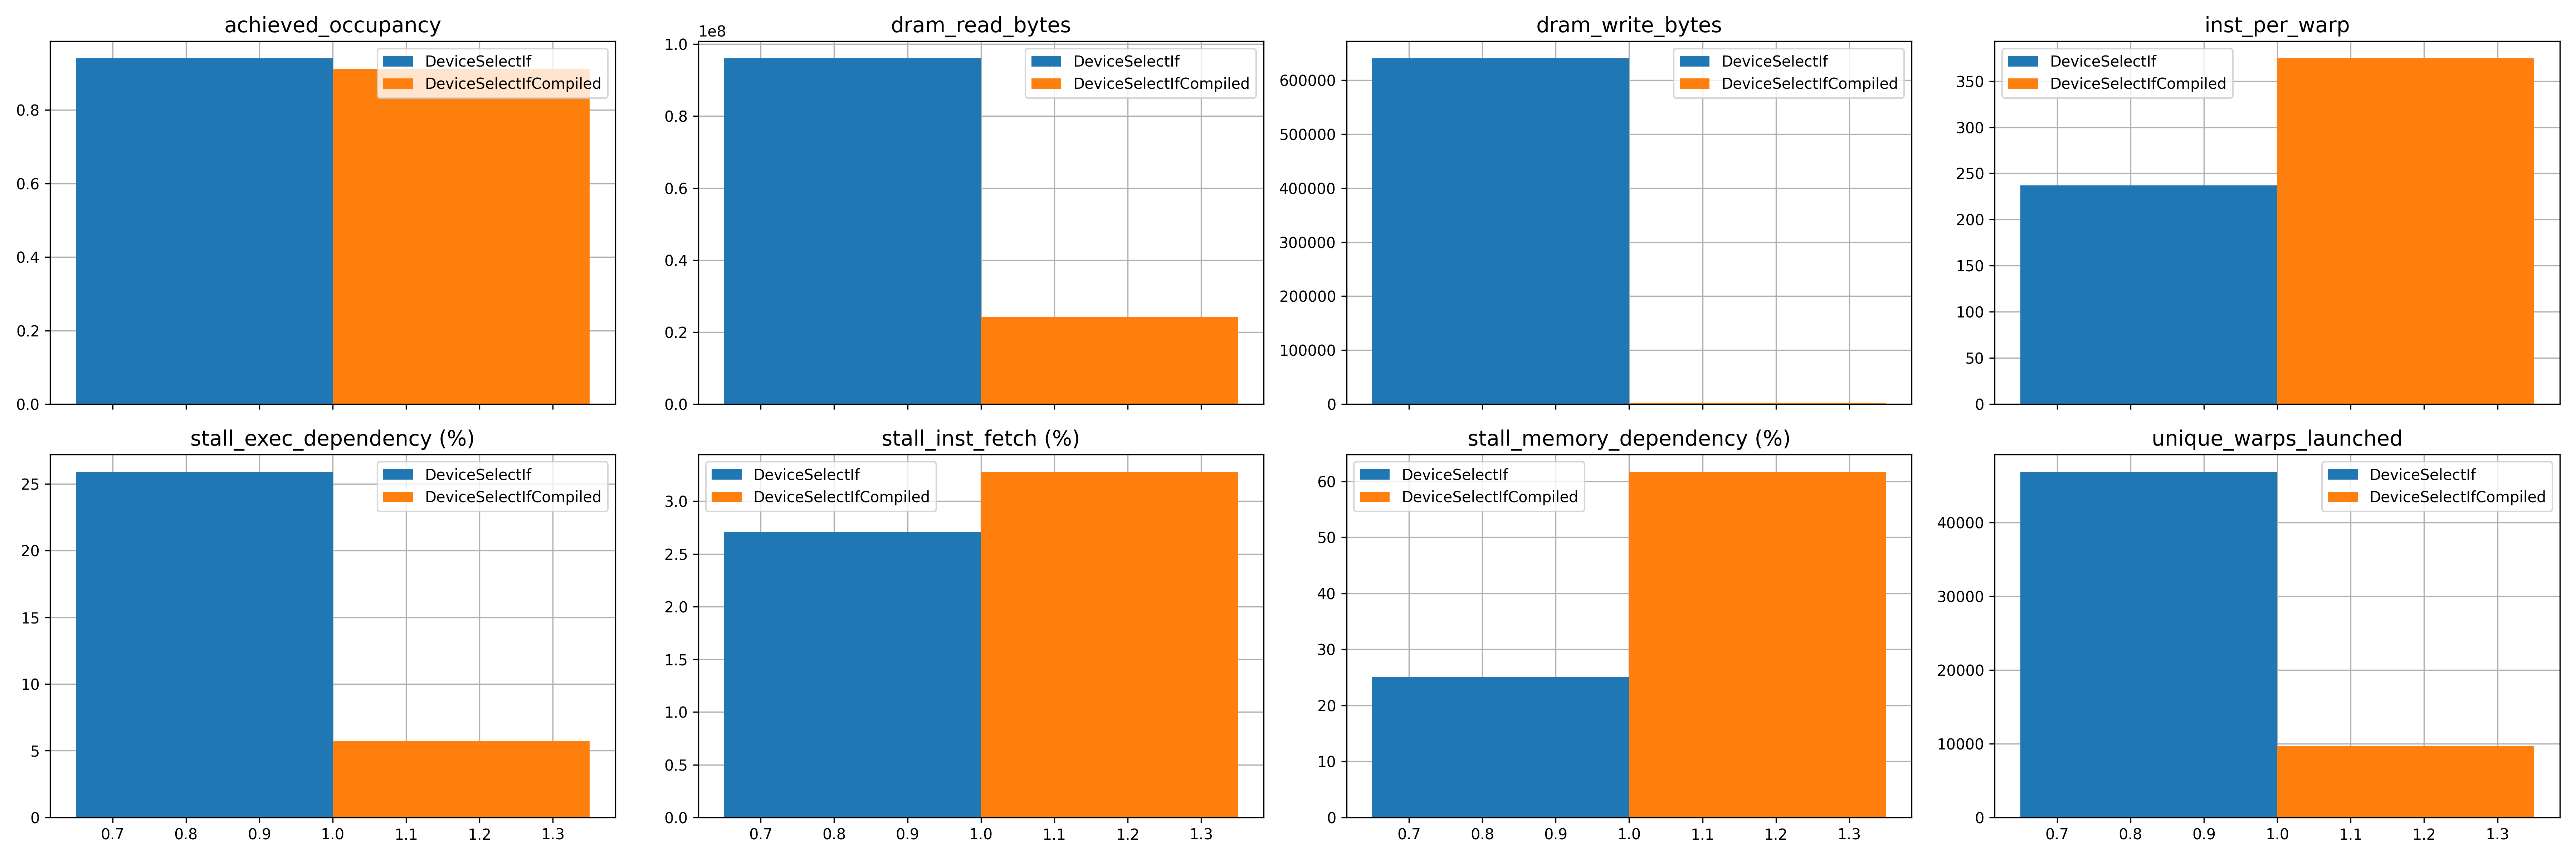 achieved_occupancy
0.8
0.6
0.4
0.2
0.0
DeviceSelectIf
DeviceSelectIfCompiled
dram_read_bytes
1e8
1.0
0.8
0.6
0.4
0.2
0.0
DeviceSelectIf
DeviceSelectIfCompiled
dram_write_bytes
600000
500000
400000
300000
200000
100000
0
DeviceSelectIf
DeviceSelectIfCompiled
inst_per_warp
350
300
250
200
150
100
50
0
DeviceSelectIf
DeviceSelectIfCompiled
stall_exec_dependency (%)
25
20
15
10
5
0
DeviceSelectIf
DeviceSelectIfCompiled
0.7 0.8 0.9 1.0 1.1 1.2 1.3
stall_inst_fetch (%)
3.0
2.5
2.0
1.5
1.0
0.5
0.0
DeviceSelectIf
DeviceSelectIfCompiled
0.7 0.8 0.9 1.0 1.1 1.2 1.3
stall_memory_dependency (%)
60
50
40
30
20
10
0
DeviceSelectIf
DeviceSelectIfCompiled
0.7 0.8 0.9 1.0 1.1 1.2 1.3
unique_warps_launched
40000
30000
20000
10000
0
DeviceSelectIf
DeviceSelectIfCompiled
0.7 0.8 0.9 1.0 1.1 1.2 1.3